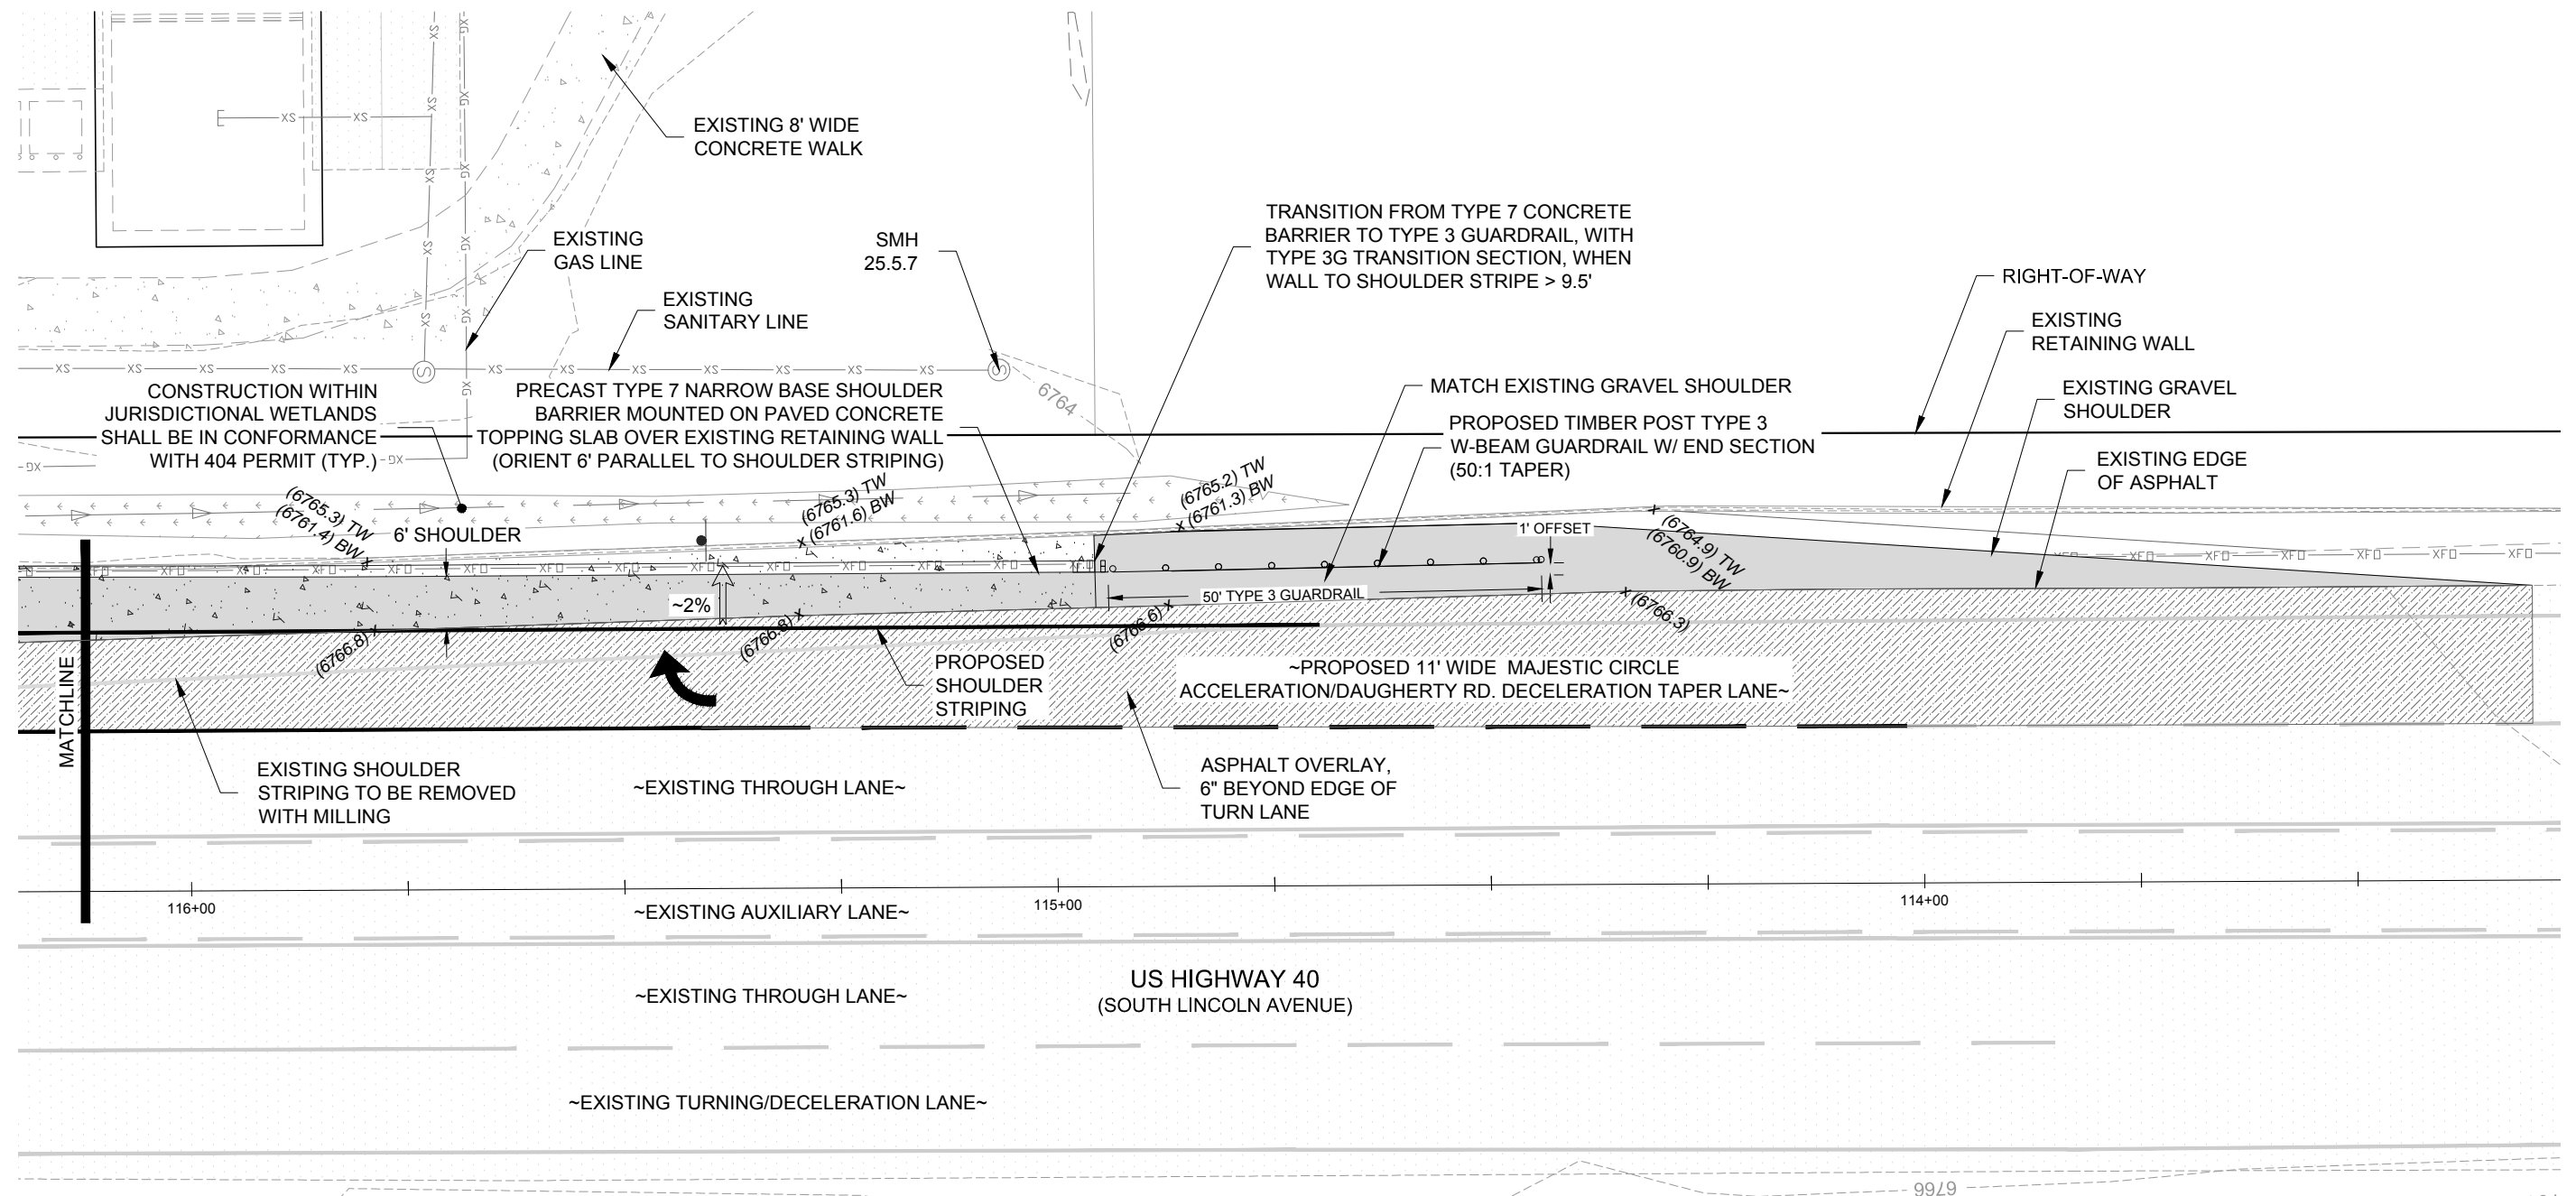 EXISTING 8' WIDE
CONCRETE WALK
EXISTING
GAS LINE
SMH
25.5.7
TRANSITION FROM TYPE 7 CONCRETE
BARRIER TO TYPE 3 GUARDRAIL, WITH
TYPE 3G TRANSITION SECTION, WHEN
WALL TO SHOULDER STRIPE > 9.5'
EXISTING
SANITARY LINE
RIGHT-OF-WAY
EXISTING
RETAINING WALL
CONSTRUCTION WITHIN
JURISDICTIONAL WETLANDS
SHALL BE IN CONFORMANCE
WITH 404 PERMIT (TYP.)
PRECAST TYPE 7 NARROW BASE SHOULDER
BARRIER MOUNTED ON PAVED CONCRETE
TOPPING SLAB OVER EXISTING RETAINING WALL
(ORIENT 6' PARALLEL TO SHOULDER STRIPING)
6764
MATCH EXISTING GRAVEL SHOULDER
PROPOSED TIMBER POST TYPE 3
W-BEAM GUARDRAIL W/ END SECTION
(50:1 TAPER)
EXISTING GRAVEL
SHOULDER
EXISTING EDGE
OF ASPHALT
(6765.3) TW
(6761.4) BW x
6' SHOULDER
(6765.3) TW
x (6761.6) BW
(6765.2) TW
x (6761.3) BW
1' OFFSET
x (6764.9) TW
(6760.9) BW
~2%
50' TYPE 3 GUARDRAIL
(6766.8) x
(6766.8) x
(6766.6) x
x (6766.3)
MATCHLINE
PROPOSED
SHOULDER
STRIPING
~PROPOSED 11' WIDE MAJESTIC CIRCLE
ACCELERATION/DAUGHERTY RD. DECELERATION TAPER LANE~
EXISTING SHOULDER
STRIPING TO BE REMOVED
WITH MILLING
~EXISTING THROUGH LANE~
ASPHALT OVERLAY,
6" BEYOND EDGE OF
TURN LANE
116+00
115+00
114+00
~EXISTING AUXILIARY LANE~
~EXISTING THROUGH LANE~
US HIGHWAY 40
(SOUTH LINCOLN AVENUE)
~EXISTING TURNING/DECELERATION LANE~
6766